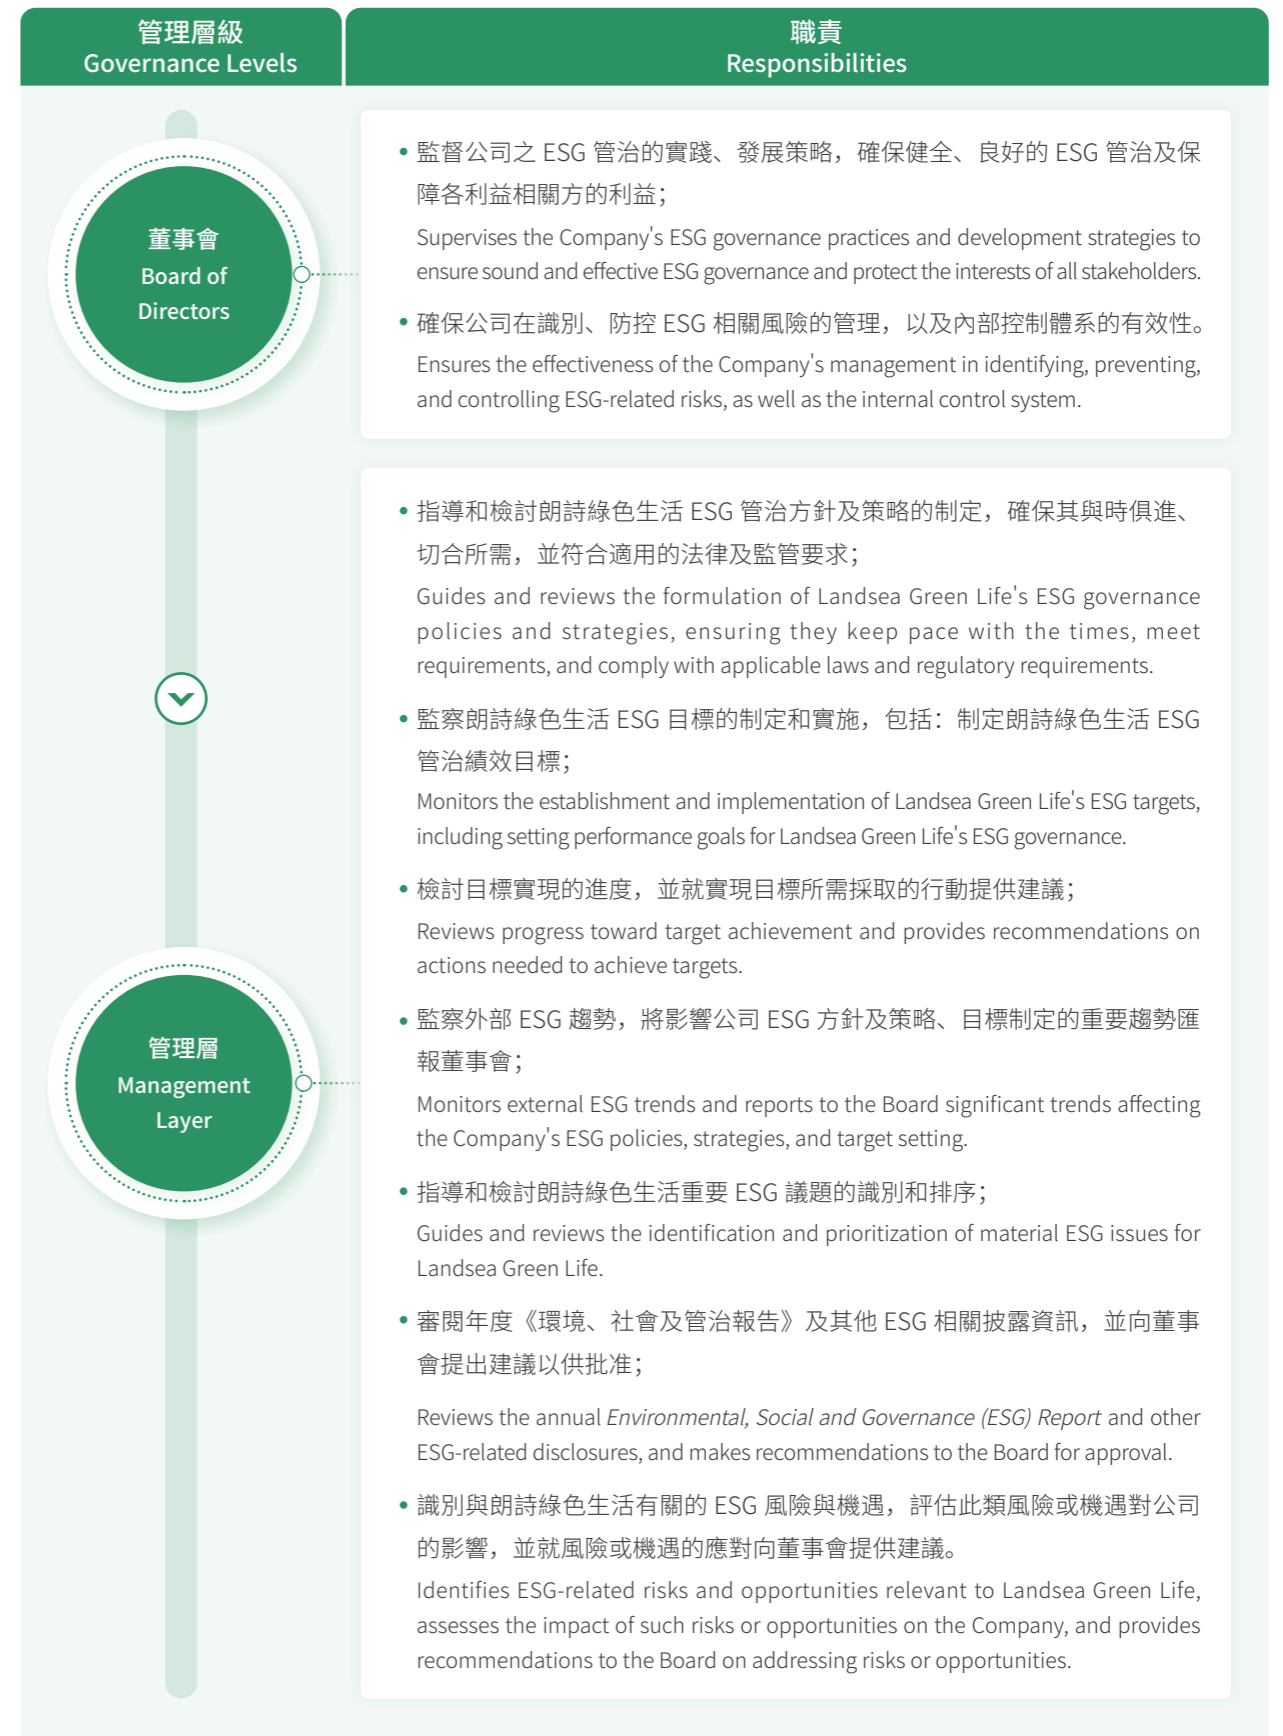 管理層級
Governance Levels
職責
Responsibilities
董事會
Board of
Directors
• 監督公司之 ESG 管治的實踐、發展策略，確保健全、良好的 ESG 管治及保
障各利益相關方的利益；
Supervises the Company's ESG governance practices and development strategies to
ensure sound and effective ESG governance and protect the interests of all stakeholders.
• 確保公司在識別、防控 ESG 相關風險的管理，以及內部控制體系的有效性。
Ensures the effectiveness of the Company's management in identifying, preventing,
and controlling ESG-related risks, as well as the internal control system.
管理層
Management
Layer
• 指導和檢討朗詩綠色生活 ESG 管治方針及策略的制定，確保其與時俱進、
切合所需，並符合適用的法律及監管要求；
Guides and reviews the formulation of Landsea Green Life's ESG governance
policies and strategies, ensuring they keep pace with the times, meet
requirements, and comply with applicable laws and regulatory requirements.
• 監察朗詩綠色生活 ESG 目標的制定和實施，包括：制定朗詩綠色生活 ESG
管治績效目標；
Monitors the establishment and implementation of Landsea Green Life's ESG targets,
including setting performance goals for Landsea Green Life's ESG governance.
• 檢討目標實現的進度，並就實現目標所需採取的行動提供建議；
Reviews progress toward target achievement and provides recommendations on
actions needed to achieve targets.
• 監察外部 ESG 趨勢，將影響公司 ESG 方針及策略、目標制定的重要趨勢匯
報董事會；
Monitors external ESG trends and reports to the Board significant trends affecting
the Company's ESG policies, strategies, and target setting.
• 指導和檢討朗詩綠色生活重要 ESG 議題的識別和排序；
Guides and reviews the identification and prioritization of material ESG issues for
Landsea Green Life.
• 審閱年度《環境、社會及管治報告》及其他 ESG 相關披露資訊，並向董事
會提出建議以供批准；
Reviews the annual Environmental, Social and Governance (ESG) Report and other
ESG-related disclosures, and makes recommendations to the Board for approval.
• 識別與朗詩綠色生活有關的 ESG 風險與機遇，評估此類風險或機遇對公司
的影響，並就風險或機遇的應對向董事會提供建議。
Identifies ESG-related risks and opportunities relevant to Landsea Green Life,
assesses the impact of such risks or opportunities on the Company, and provides
recommendations to the Board on addressing risks or opportunities.